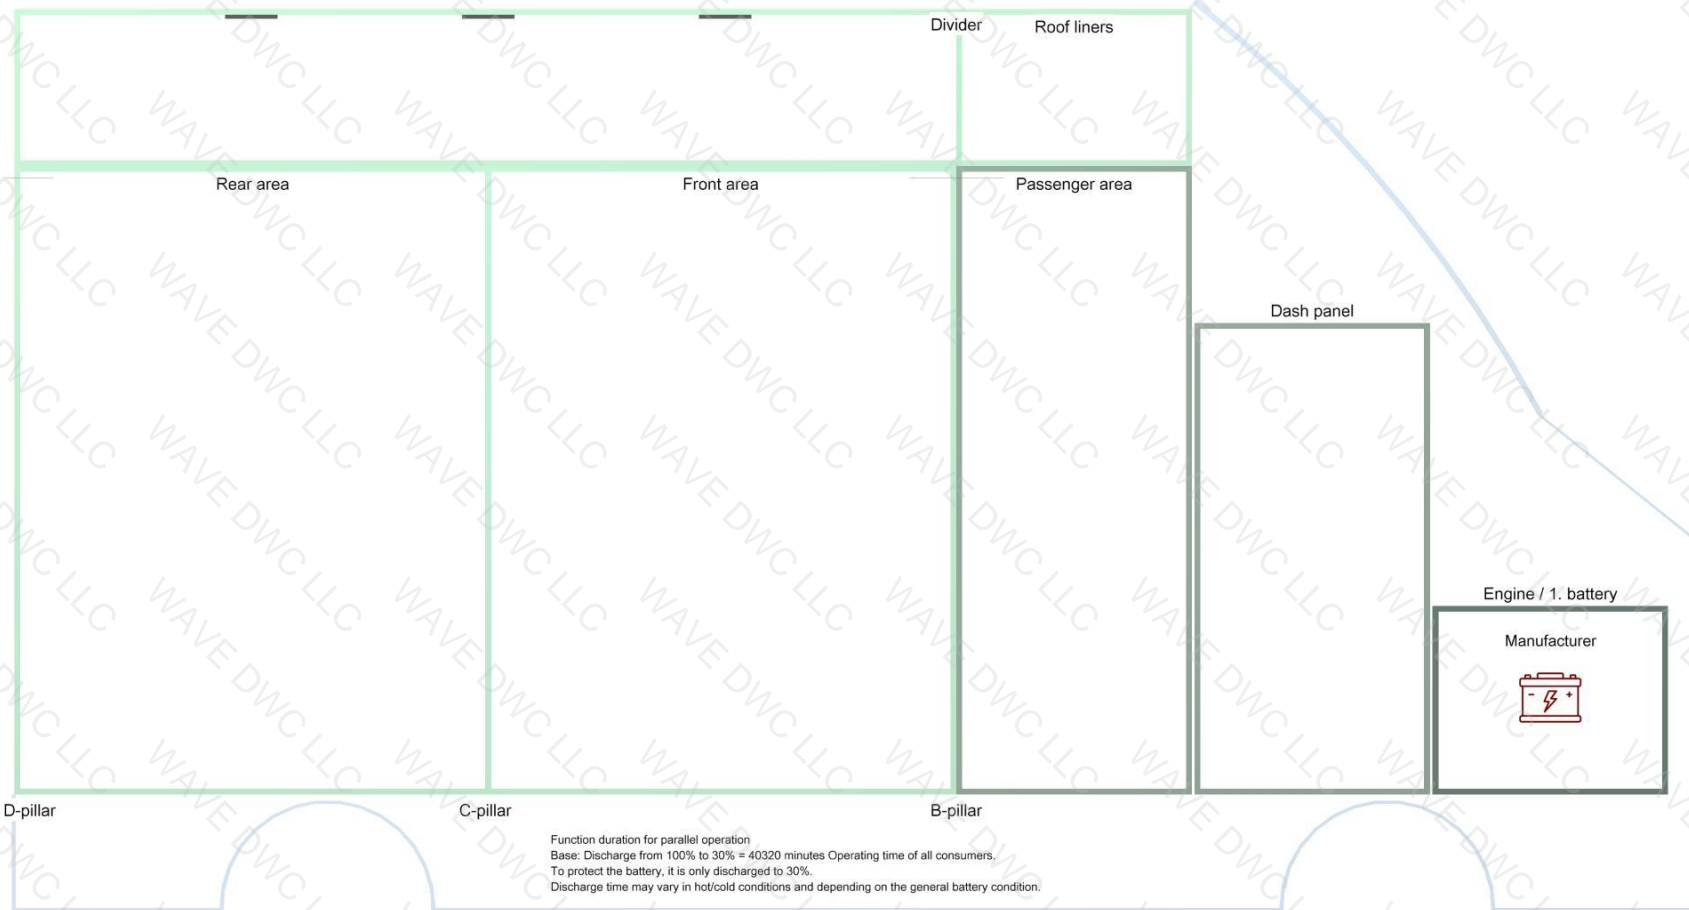 Divider
Roof liners
Rear area
Front area
Passenger area
Dash panel
Engine / 1. battery
Manufacturer
D-pillar
C-pillar
B-pillar
Function duration for parallel operation
Base: Discharge from 100% to 30% = 40320 minutes Operating time of all consumers.
To protect the battery, it is only discharged to 30%.
Discharge time may vary in hot/cold conditions and depending on the general battery condition.
WAVE DWC LLC